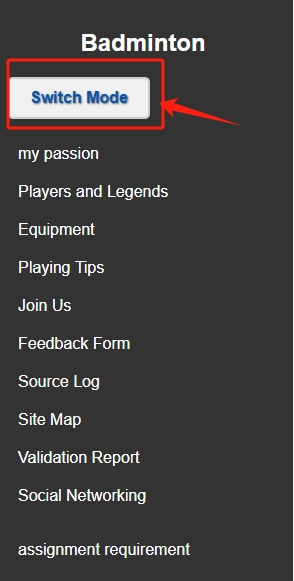 Badminton
Switch Mode
my passion
Players and Legends
Equipment
Playing Tips
Join Us
Feedback Form
Source Log
Site Map
Validation Report
Social Networking
assignment requirement